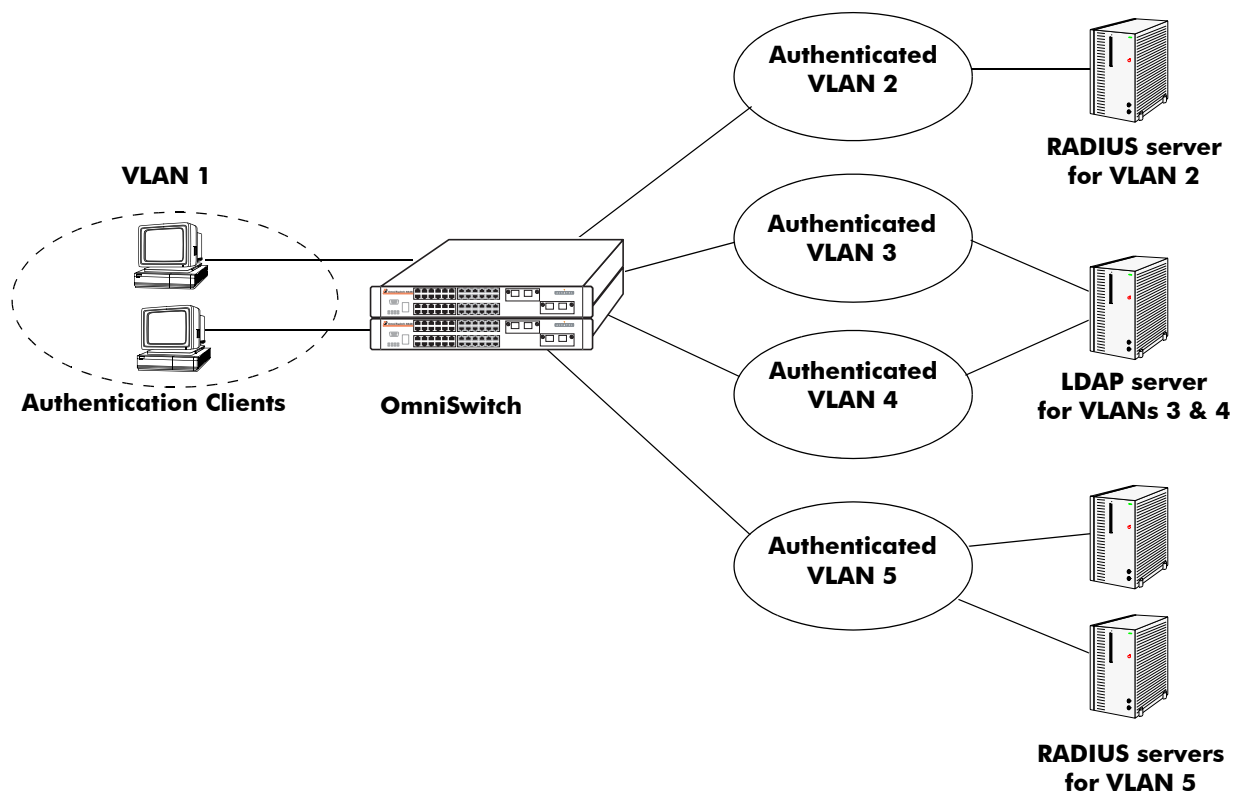 Authenticated
VLAN 2
RADIUS server
for VLAN 2
VLAN 1
Authenticated
VLAN 3
Authenticated
VLAN 4
LDAP server
for VLANs 3 & 4
Authentication Clients
OmniSwitch
Authenticated
VLAN 5
RADIUS servers
for VLAN 5